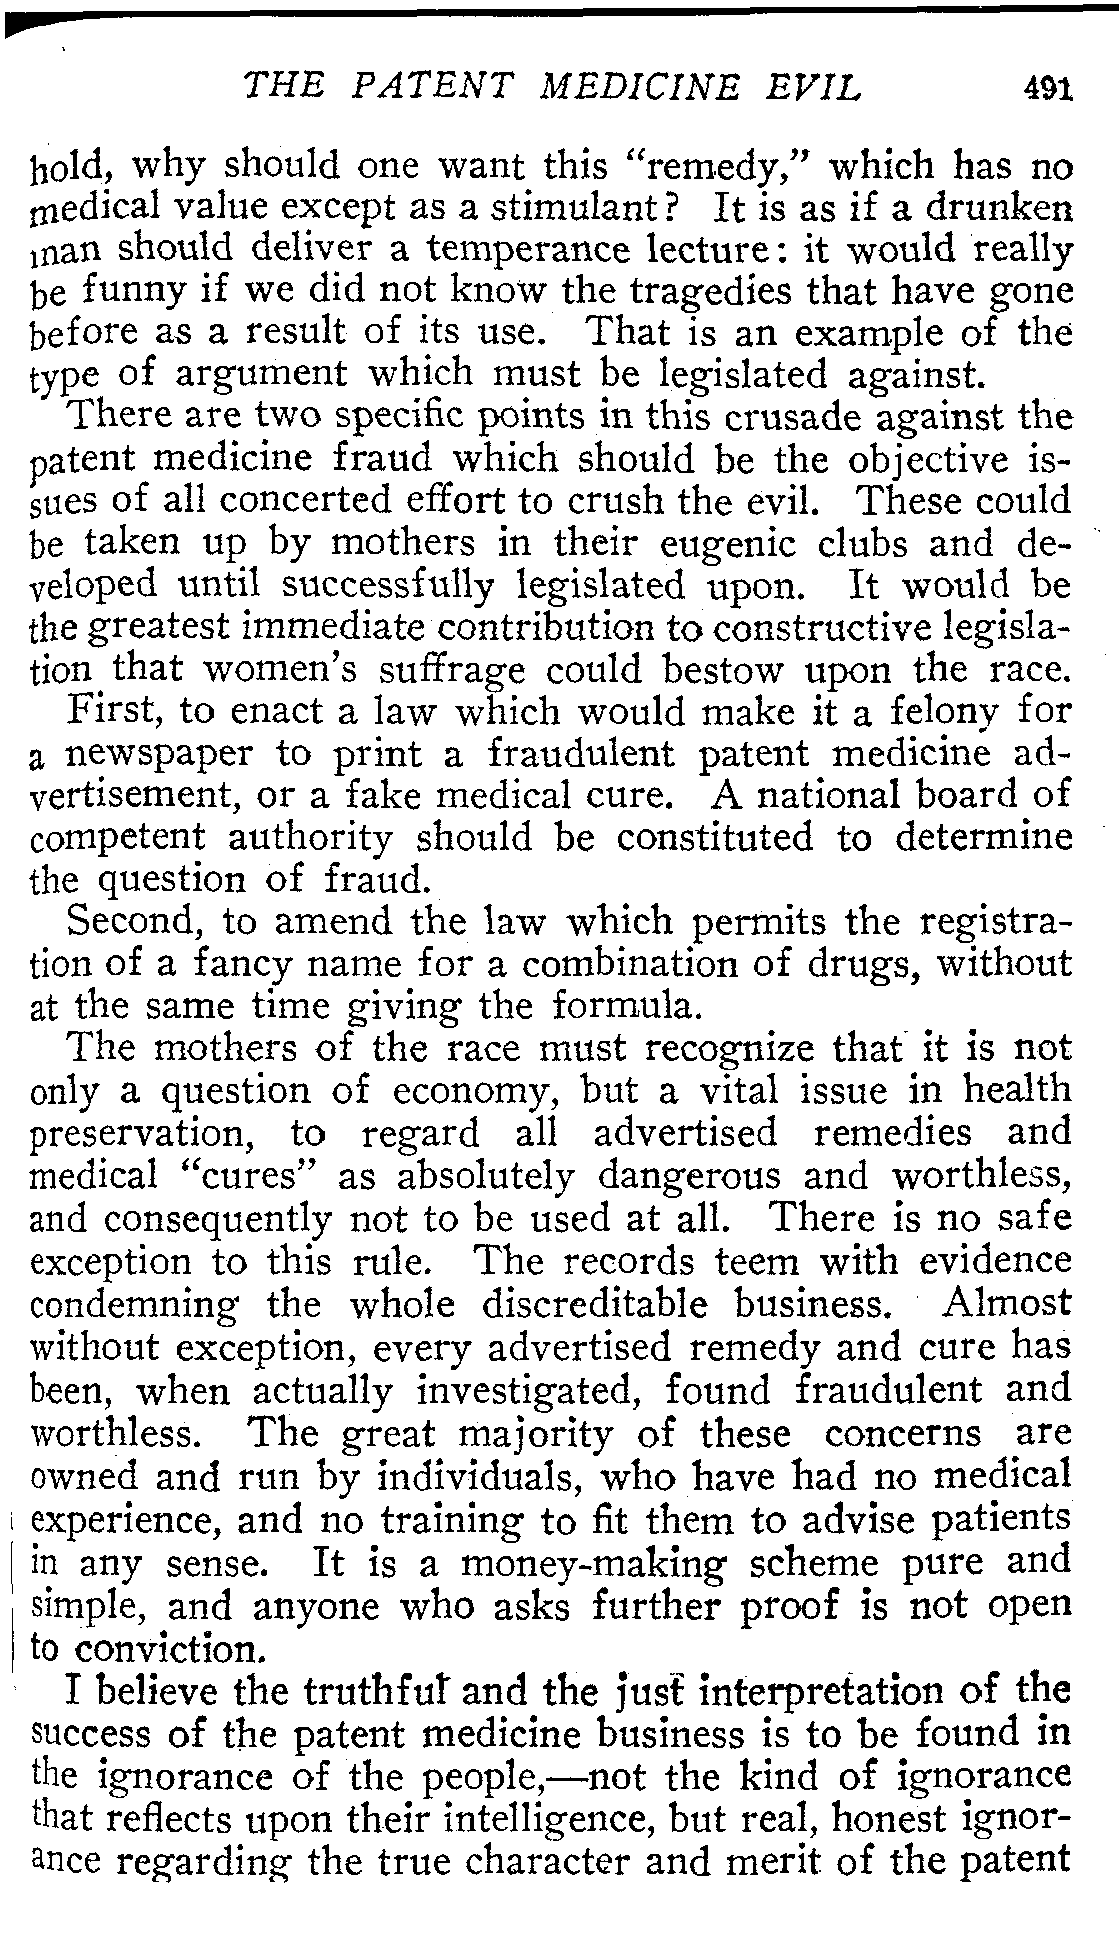 THE PATENT MEDICINE EVIL 491
hold, why should one want this “remedy,” which has no
medical value except as a stimulant? It is as if a drunken
man should deliver a temperance lecture: it would really
be funny if we did not know the tragedies that have gone
before as a result of its use. That is an example of the
type of argument which must be legislated against.
There are two specific points in this crusade against the
patent medicine fraud which should be the objective is-
sues of all concerted effort to crush the evil. These could
be taken up by mothers in their eugenic clubs and de-
veloped until successfully legislated upon. It would be
the greatest immediate contribution to constructive legisla-
tion that women's suffrage could bestow upon the race.
First, to enact a law which would make it a felony for
a newspaper to print a fraudulent patent medicine ad-
vertisement, or a fake medical cure. A national board of
competent authority should be constituted to determine
the question of fraud.
Second, to amend the law which permits the registra-
tion of a fancy name for a combination of drugs, without
at the same time giving the formula.
The mothers of the race must recognize that it is not
only a question of economy, but a vital issue in health
preservation, to regard all advertised remedies and
medical “cures” as absolutely dangerous and worthless,
and consequently not to be used at all. There is no safe
exception to this rule. The records teem with evidence
condemning the whole discreditable business. Almost
without exception, every advertised remedy and cure has
been, when actually investigated, found fraudulent and
worthless. The great majority of these concerns are
owned and run by individuals, who have had no medical
experience, and no training to fit them to advise patients
in any sense. It is a money-making scheme pure and
simple, and anyone who asks further proof is not open
to conviction.
I believe the truthful and the just interpretation of the
success of the patent medicine business is to be found in
the ignorance of the people,—not the kind of ignorance
that reflects upon their intelligence, but real, honest ignor-
ance regarding the true character and merit of the patent